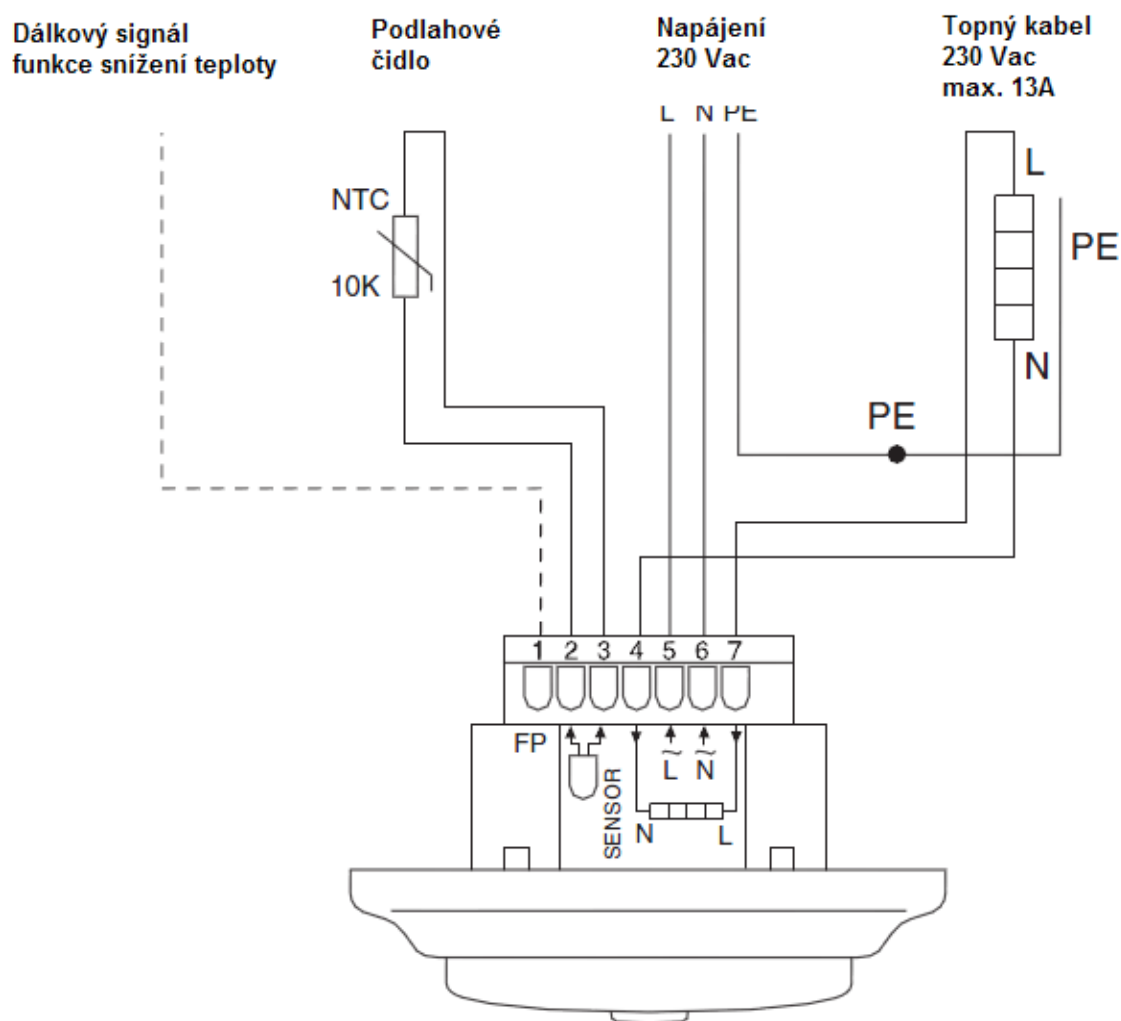 Dálkový signál
funkce snížení teploty
Podlahové
čidlo
Napájení
230 Vac
Topný kabel
230 Vac
max. 13A
L N PE
L
NTC
PE
10K
N
PE
1 2 3 4 5 6 7
FP
L N
SENSOR
N L